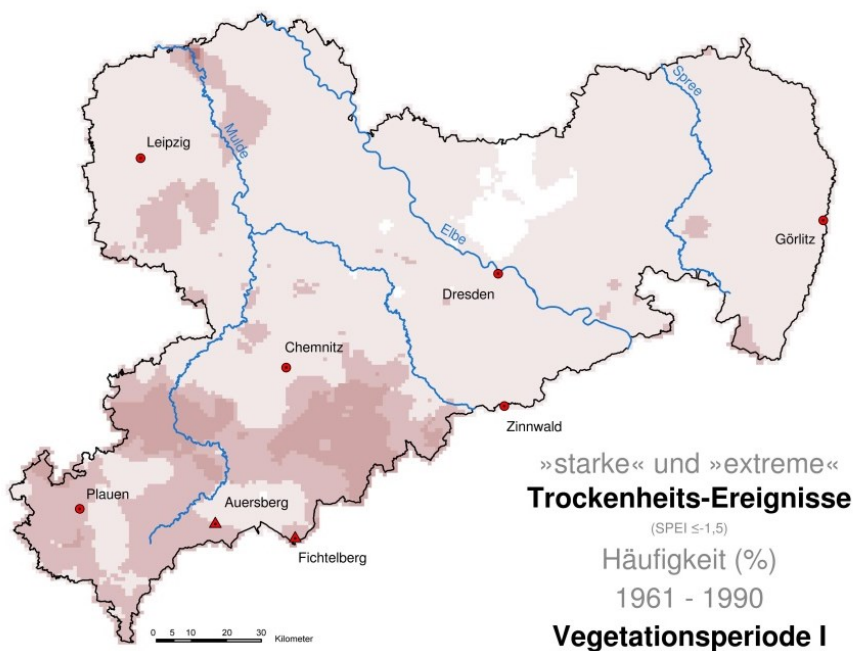 Spree
Mulde
Leipzig
Elbe
Görlitz
Dresden
Chemnitz
Zinnwald
»starke« und »extreme«
Trockenheits-Ereignisse
(SPEI ≤-1,5)
Häufigkeit (%)
1961 - 1990
Vegetationsperiode I
Plauen
Auersberg
Fichtelberg
0 5 10 20 30 Kilometer